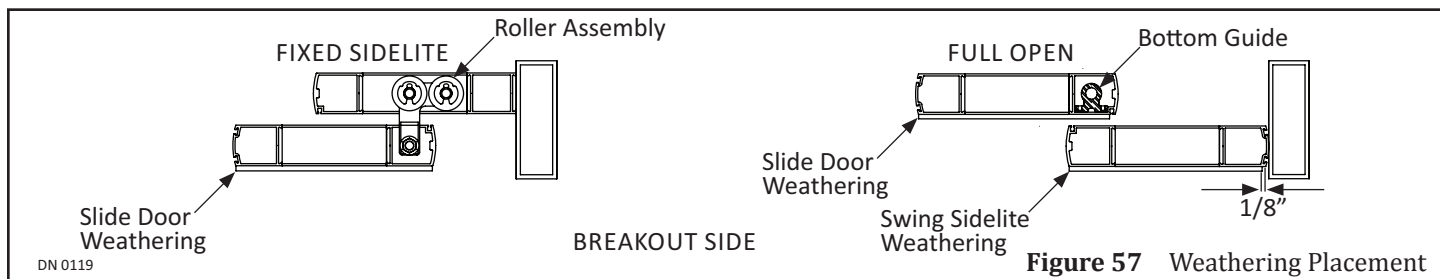 Roller Assembly
FIXED SIDELITE
Slide Door
Weathering
BREAKOUT SIDE
DN 0119
Bottom Guide
FULL OPEN
Slide Door
Weathering
Swing Sidelite
Weathering
1/8”
Figure 57 Weathering Placement